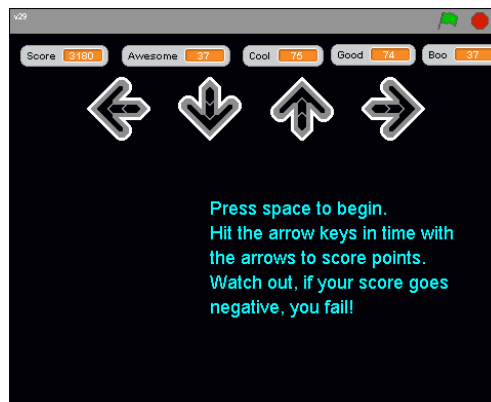 v29
Score 3180 Awesome 37 Cool 75 Good 74 Boo 37
Press space to begin.
Hit the arrow keys in time with
the arrows to score points.
Watch out, if your score goes
negative, you fail!